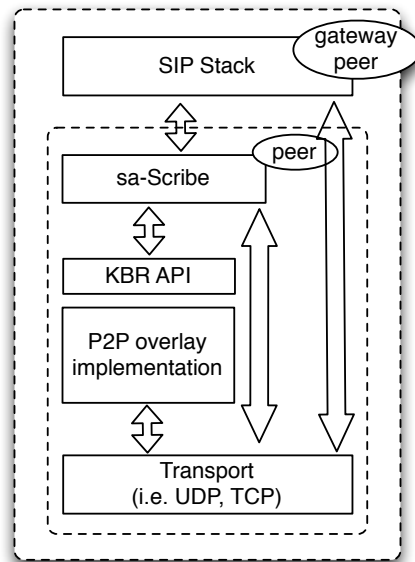 gateway
peer
SIP Stack
peer
sa-Scribe
KBR API
P2P overlay
implementation
Transport
(i.e. UDP, TCP)